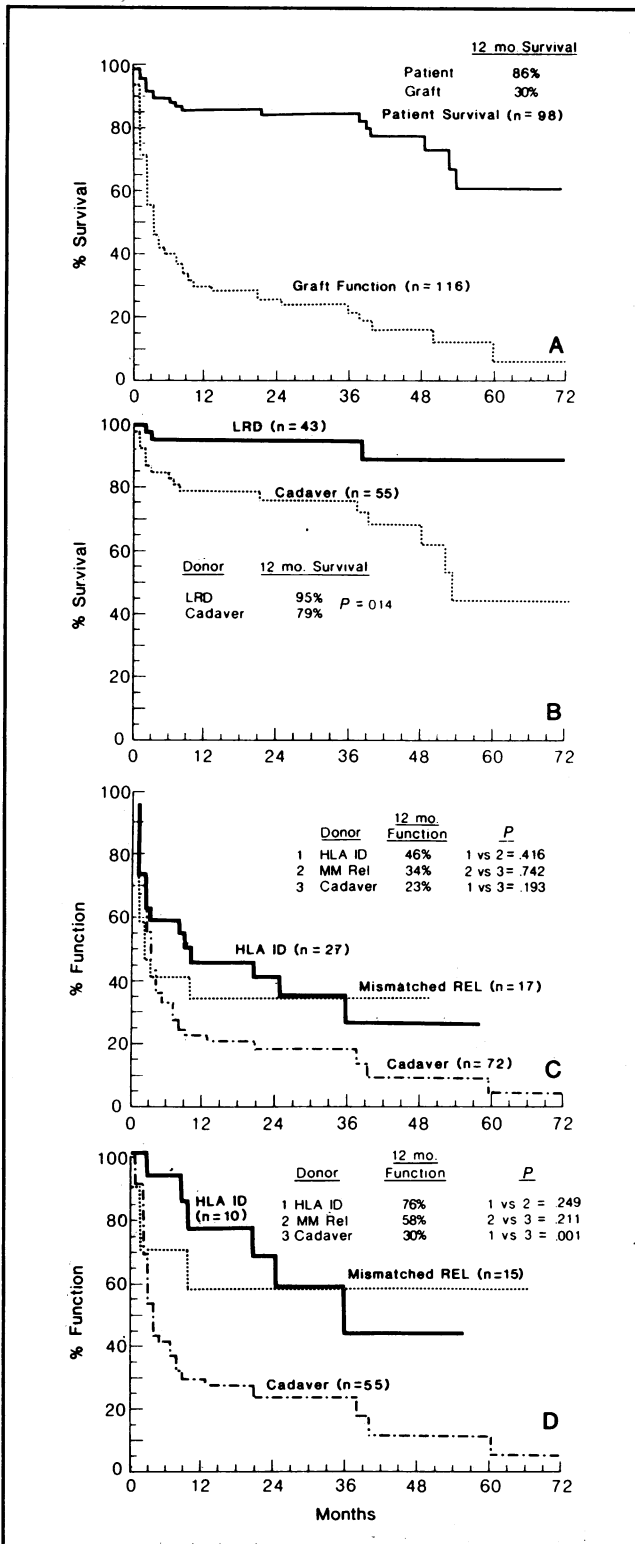 12 mo Survival
Patient 86%
Graft 30%
Patient Survival (n = 98)
Graft Function (n = 116)
% Survival
100
80
60
40
20
0
0 12 24 36 48 60 72
A
LRD (n = 43)
Cadaver (n = 55)
Donor 12 mo. Survival
LRD 95%
Cadaver 79%
P = 014
% Survival
100
80
60
40
20
0
0 12 24 36 48 60 72
B
12 mo.
Donor Function P
1 HLA ID 46% 1 vs 2 = .416
2 MM Rel 34% 2 vs 3 = .742
3 Cadaver 23% 1 vs 3 = .193
HLA ID (n = 27)
Mismatched REL (n = 17)
Cadaver (n = 72)
% Function
100
80
60
40
20
0
0 12 24 36 48 60 72
C
12 mo.
Donor Function P
1 HLA ID 76% 1 vs 2 = .249
2 MM Rel 58% 2 vs 3 = .211
3 Cadaver 30% 1 vs 3 = .001
HLA ID
(n = 10)
Mismatched REL (n=15)
Cadaver (n=55)
% Function
100
80
60
40
20
0
0 12 24 36 48 60 72
D
Months